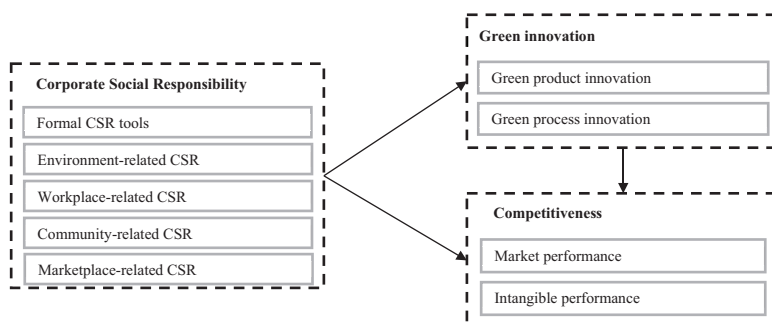 Corporate Social Responsibility
Formal CSR tools
Environment-related CSR
Workplace-related CSR
Community-related CSR
Marketplace-related CSR
Green innovation
Green product innovation
Green process innovation
Competitiveness
Market performance
Intangible performance